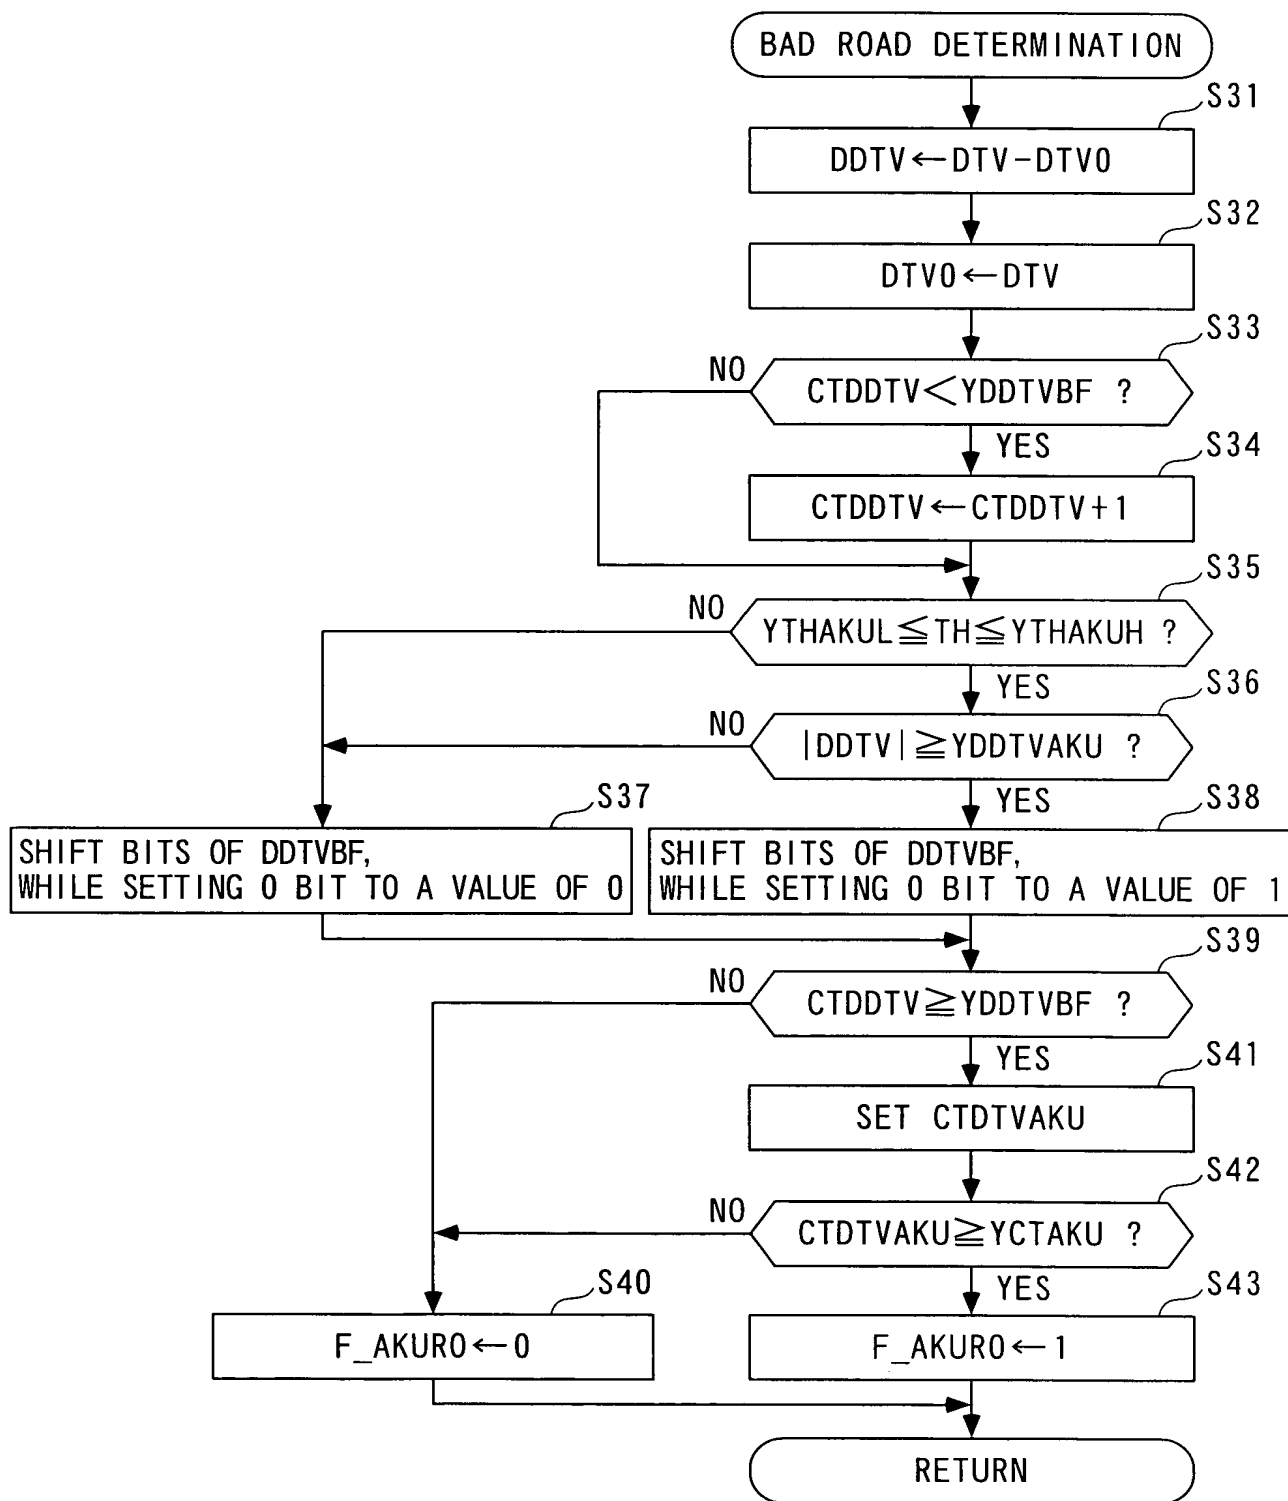 BAD ROAD DETERMINATION
S31
DDTV←DTV-DTV0
S32
DTV0←DTV
S33
NO
CTDDTV<YDDTVBF ?
YES
S34
CTDDTV←CTDDTV+1
S35
NO
YTHAKUL≦TH≦YTHAKUH ?
YES
S36
NO
|DDTV|≧YDDTVAKU ?
YES
S37
S38
SHIFT BITS OF DDTVBF,
WHILE SETTING 0 BIT TO A VALUE OF 0
SHIFT BITS OF DDTVBF,
WHILE SETTING 0 BIT TO A VALUE OF 1
S39
NO
CTDDTV≧YDDTVBF ?
YES
S41
SET CTDTVAKU
S42
NO
CTDTVAKU≧YCTAKU ?
YES
S40
S43
F_AKURO←0
F_AKURO←1
RETURN